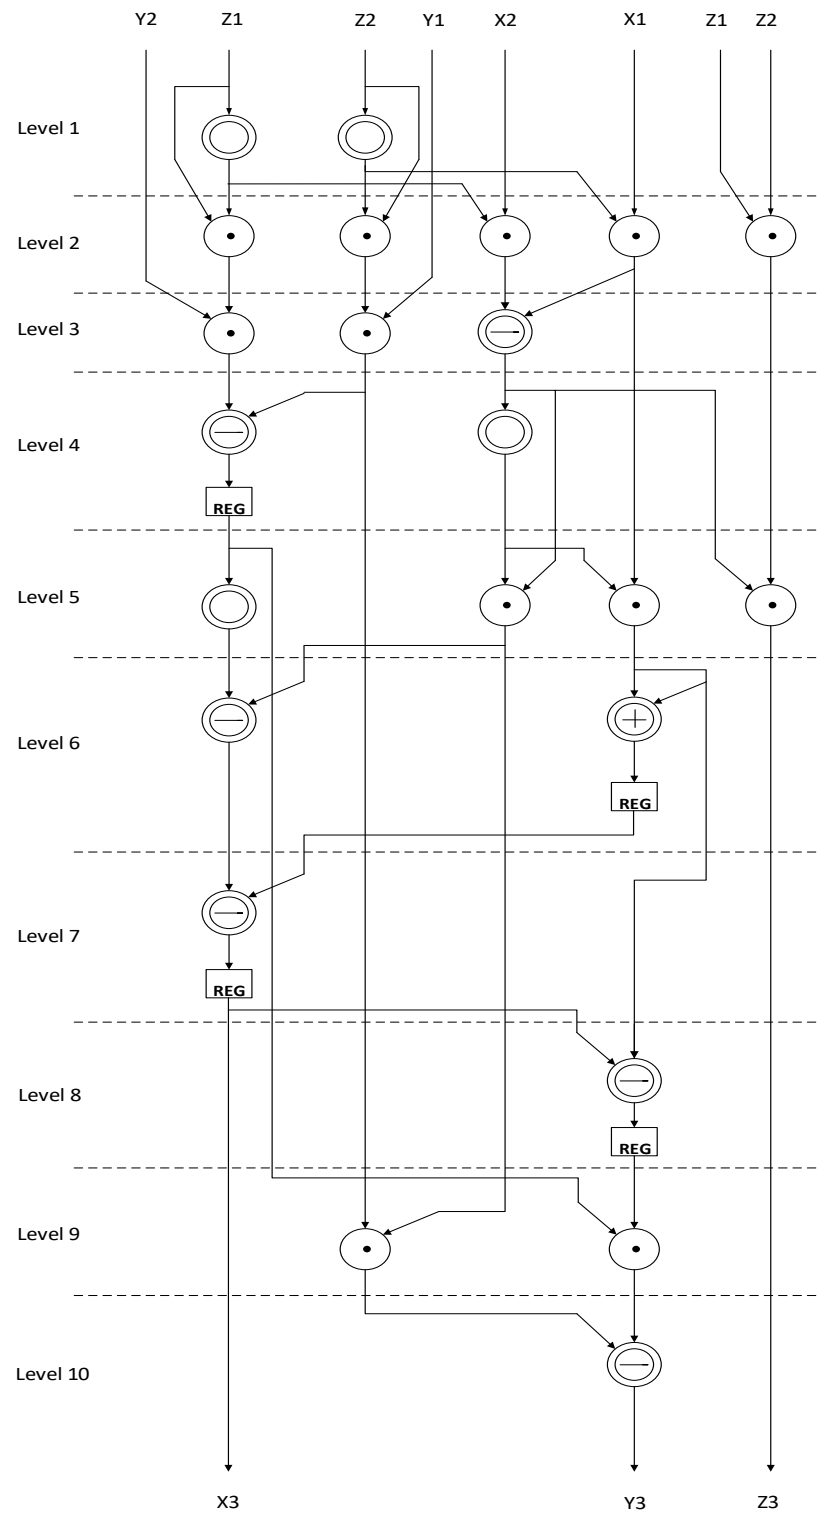 Y2 Z1 Z2 Y1 X2 X1 Z1 Z2
Level 1
Level 2
Level 3
Level 4
REG
Level 5
Level 6
REG
Level 7
REG
Level 8
REG
Level 9
Level 10
X3 Y3 Z3